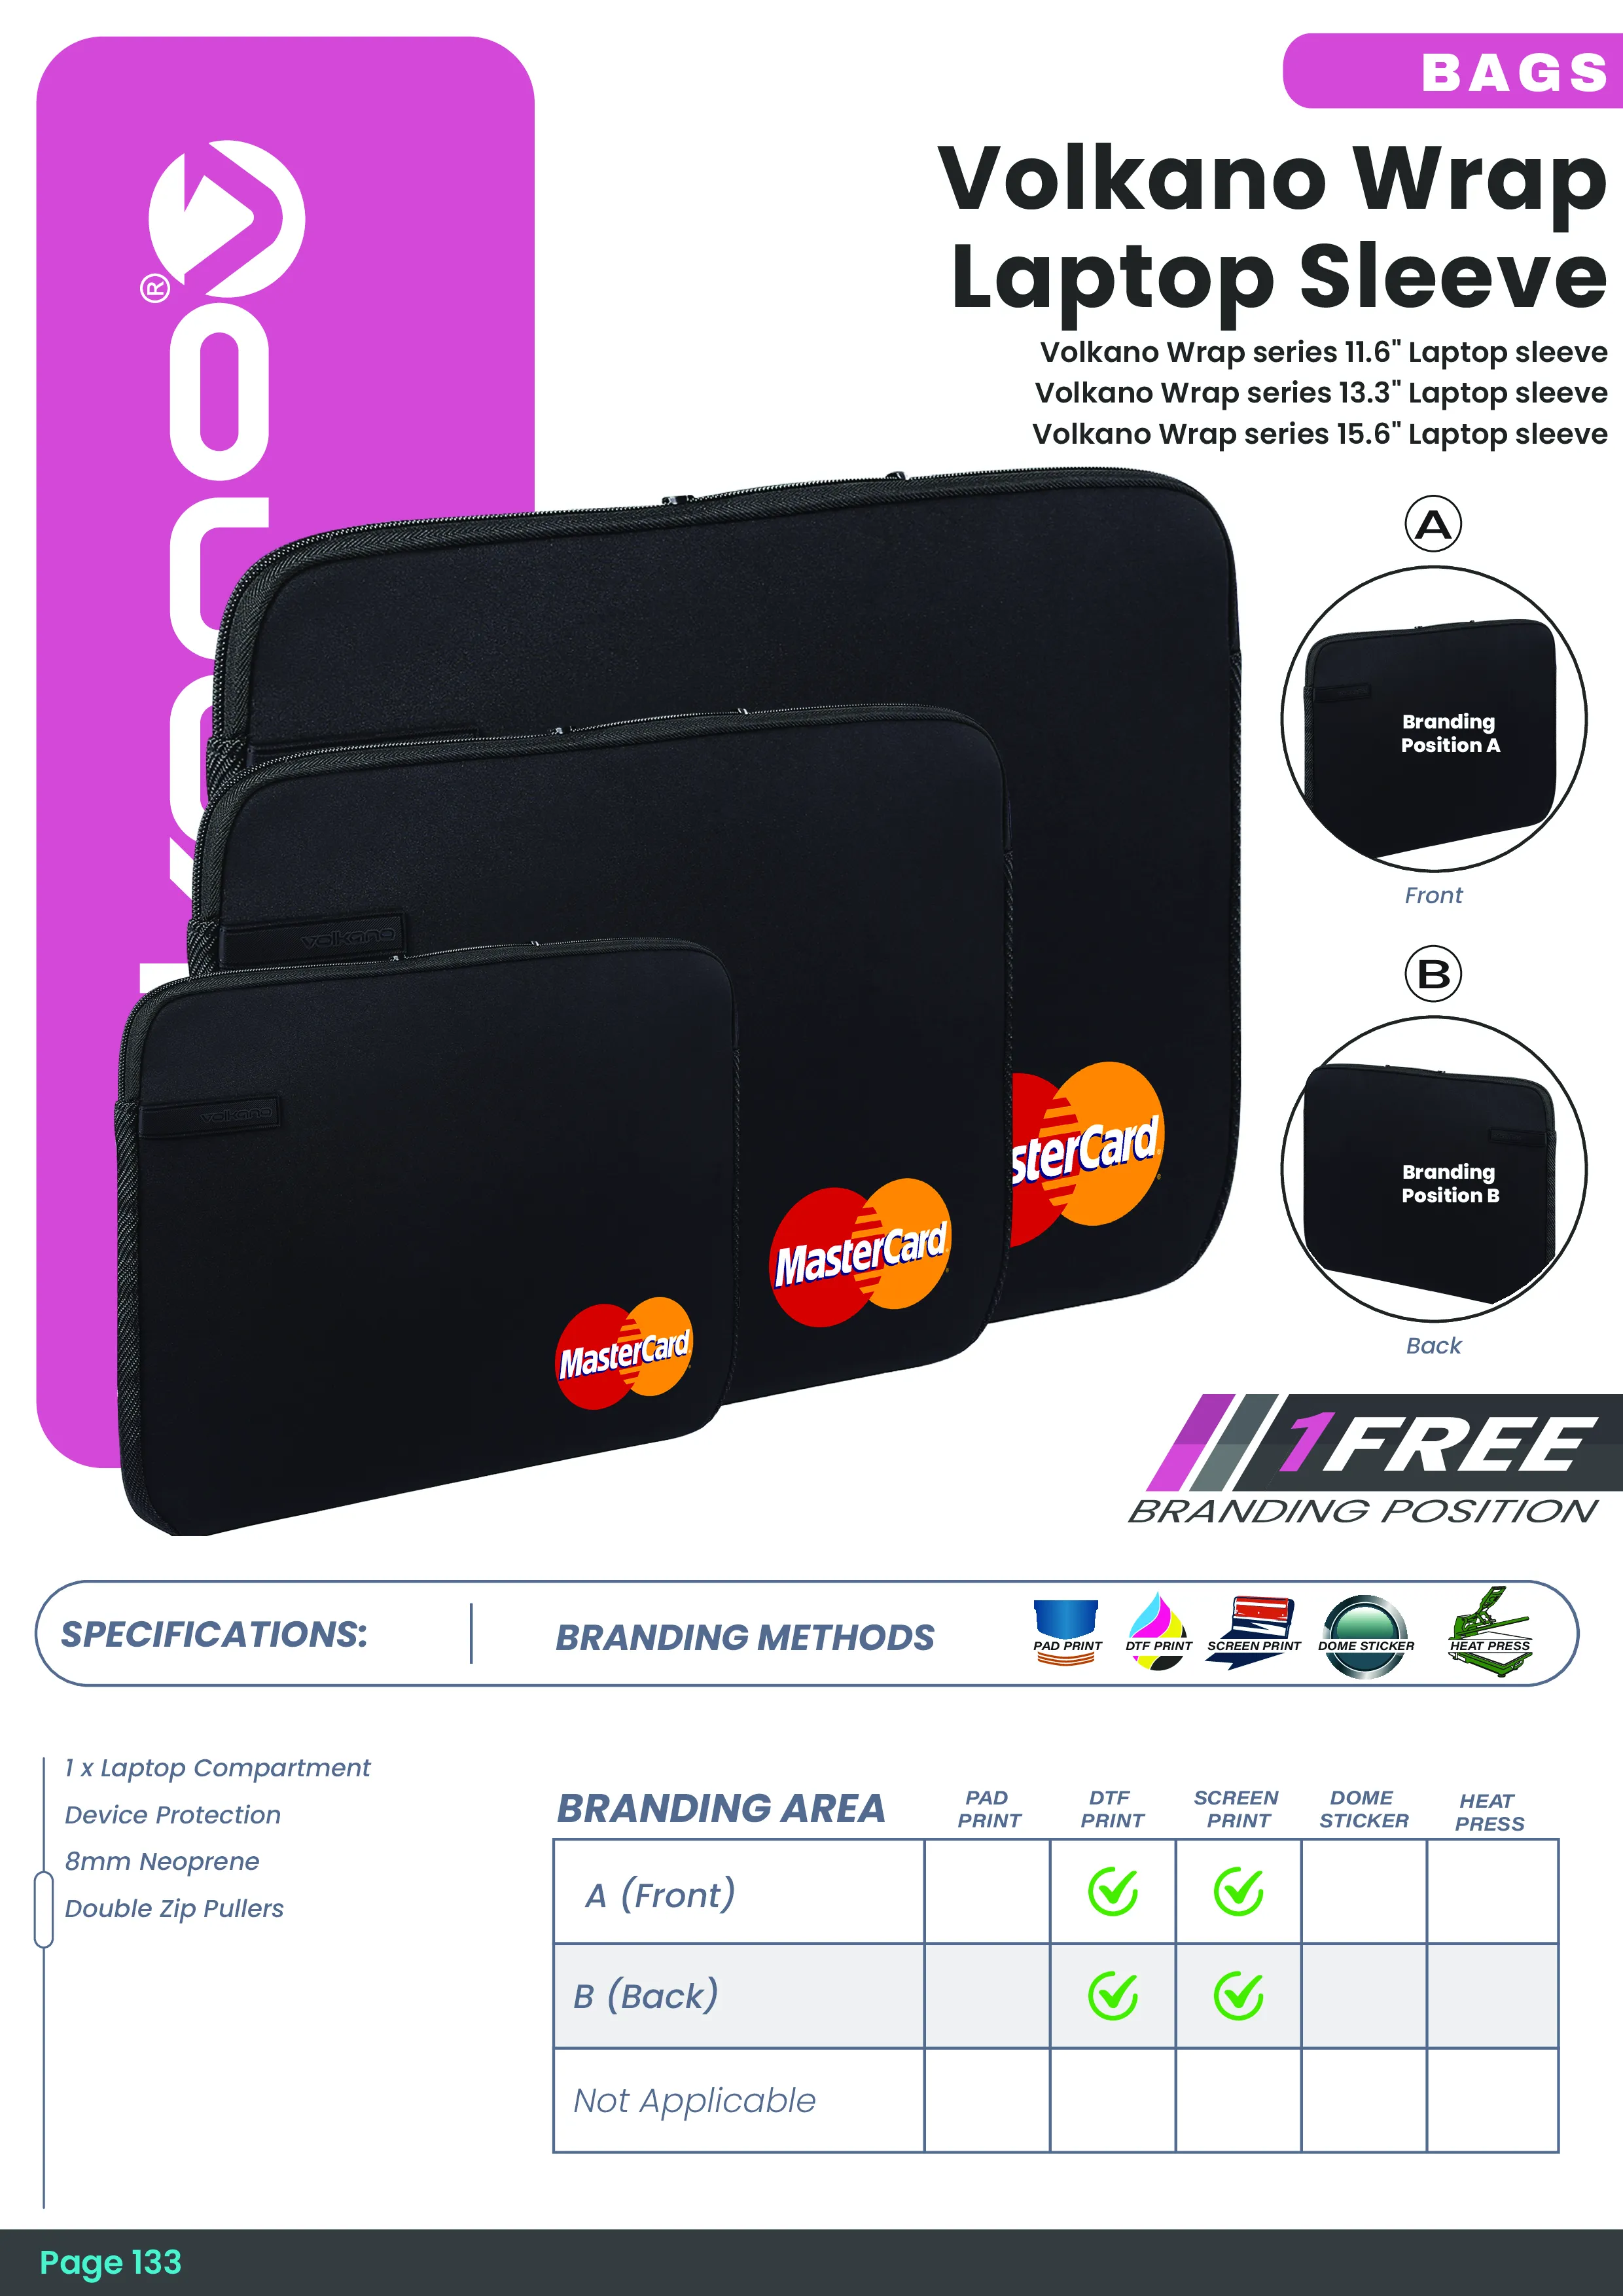 BAGS
Volkano Wrap
Laptop Sleeve
Volkano Wrap series 11.6" Laptop sleeve
Volkano Wrap series 13.3" Laptop sleeve
Volkano Wrap series 15.6" Laptop sleeve
®
A
Branding
Position A
Front
volkano
volkano
B
Branding
Position B
Back
sterCard
MasterCard
MasterCard
1 FREE
BRANDING POSITION
SPECIFICATIONS:
BRANDING METHODS
PAD PRINT
DTF PRINT
SCREEN PRINT
DOME STICKER
HEAT PRESS
1 x Laptop Compartment
Device Protection
8mm Neoprene
Double Zip Pullers
BRANDING AREA
PAD PRINT
DTF PRINT
SCREEN PRINT
DOME STICKER
HEAT PRESS
A (Front)
B (Back)
Not Applicable
Page 133